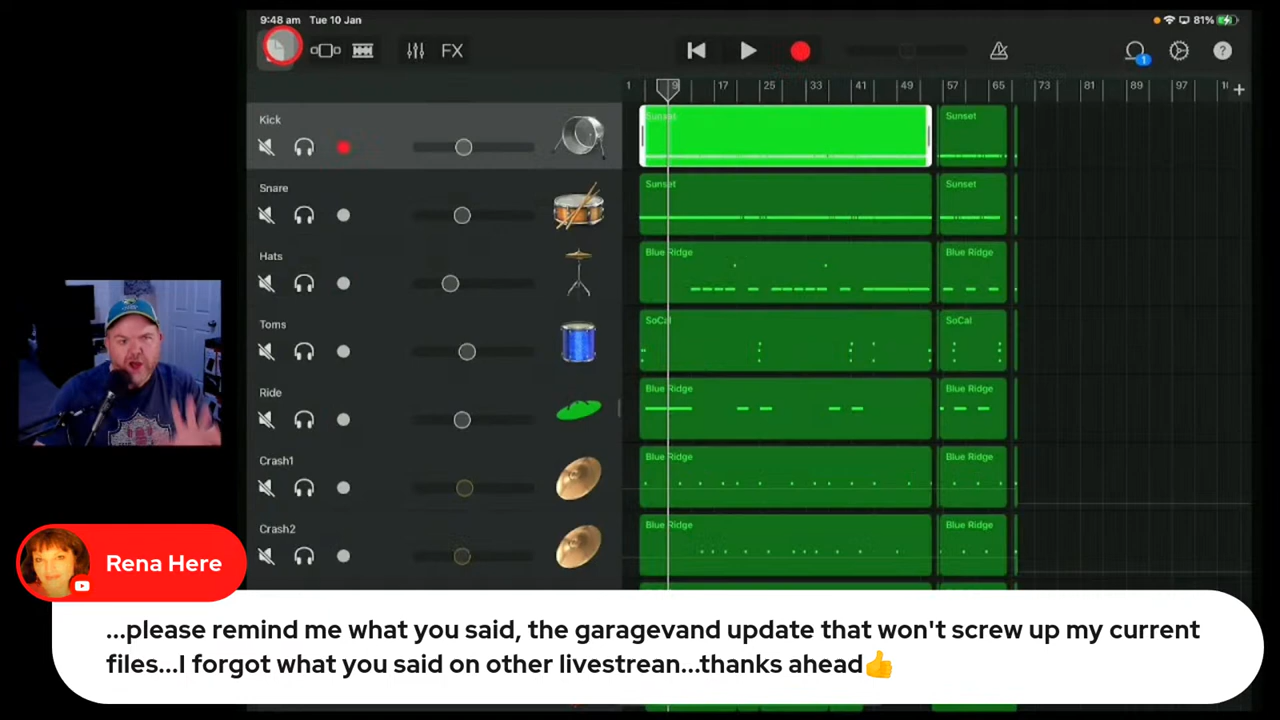 9:48 am Tue 10 Jan
81%
FX
1
1 9 17 25 33 41 49 57 65 73 81 89 97
Kick
Sunset Sunset
Snare
Sunset Sunset
Hats
Blue Ridge Blue Ridge
Toms
SoCal SoCal
Ride
Blue Ridge Blue Ridge
Crash1
Blue Ridge Blue Ridge
Crash2
Blue Ridge Blue Ridge
Rena Here
...please remind me what you said, the garagevand update that won't screw up my current
files...I forgot what you said on other livestrean...thanks ahead👍